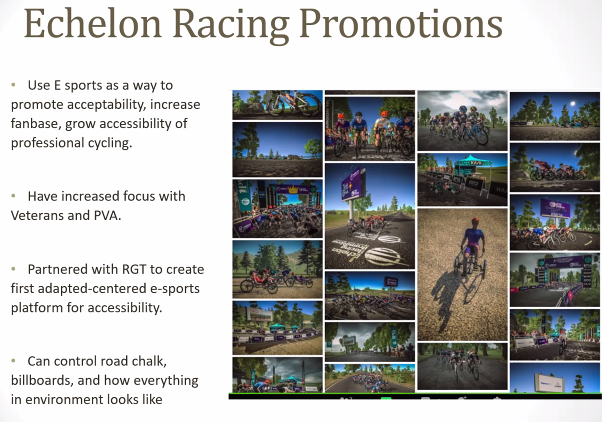 Echelon Racing Promotions
• Use E sports as a way to
promote acceptability, increase
fanbase, grow accessibility of
professional cycling.
• Have increased focus with
Veterans and PVA.
• Partnered with RGT to create
first adapted-centered e-sports
platform for accessibility.
• Can control road chalk,
billboards, and how everything
in environment looks like